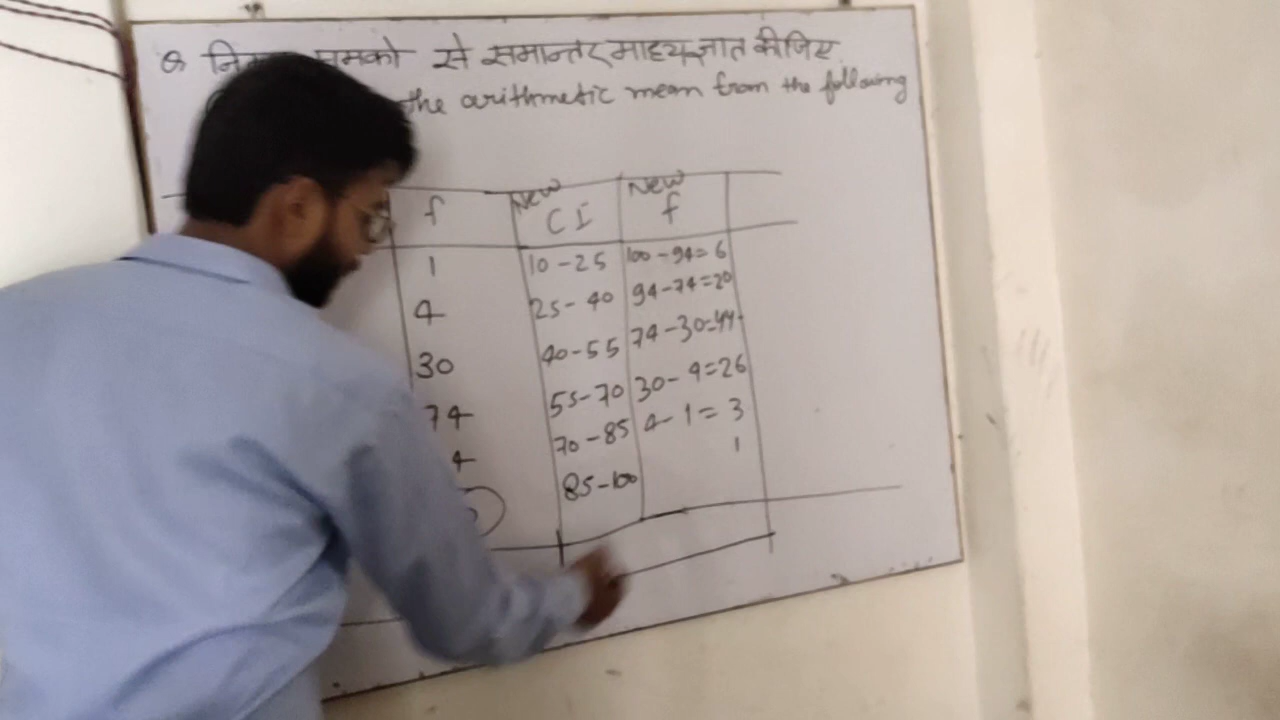 Q से समान्तर माध्य ज्ञात कीजिए
the arithmetic mean from the following
f New CI New f
1 10-25 100-94=6
4 25-40 94-74=20
30 40-55 74-30=44
74 55-70 30-4=26
4 70-85 4-1=3
85-100 1